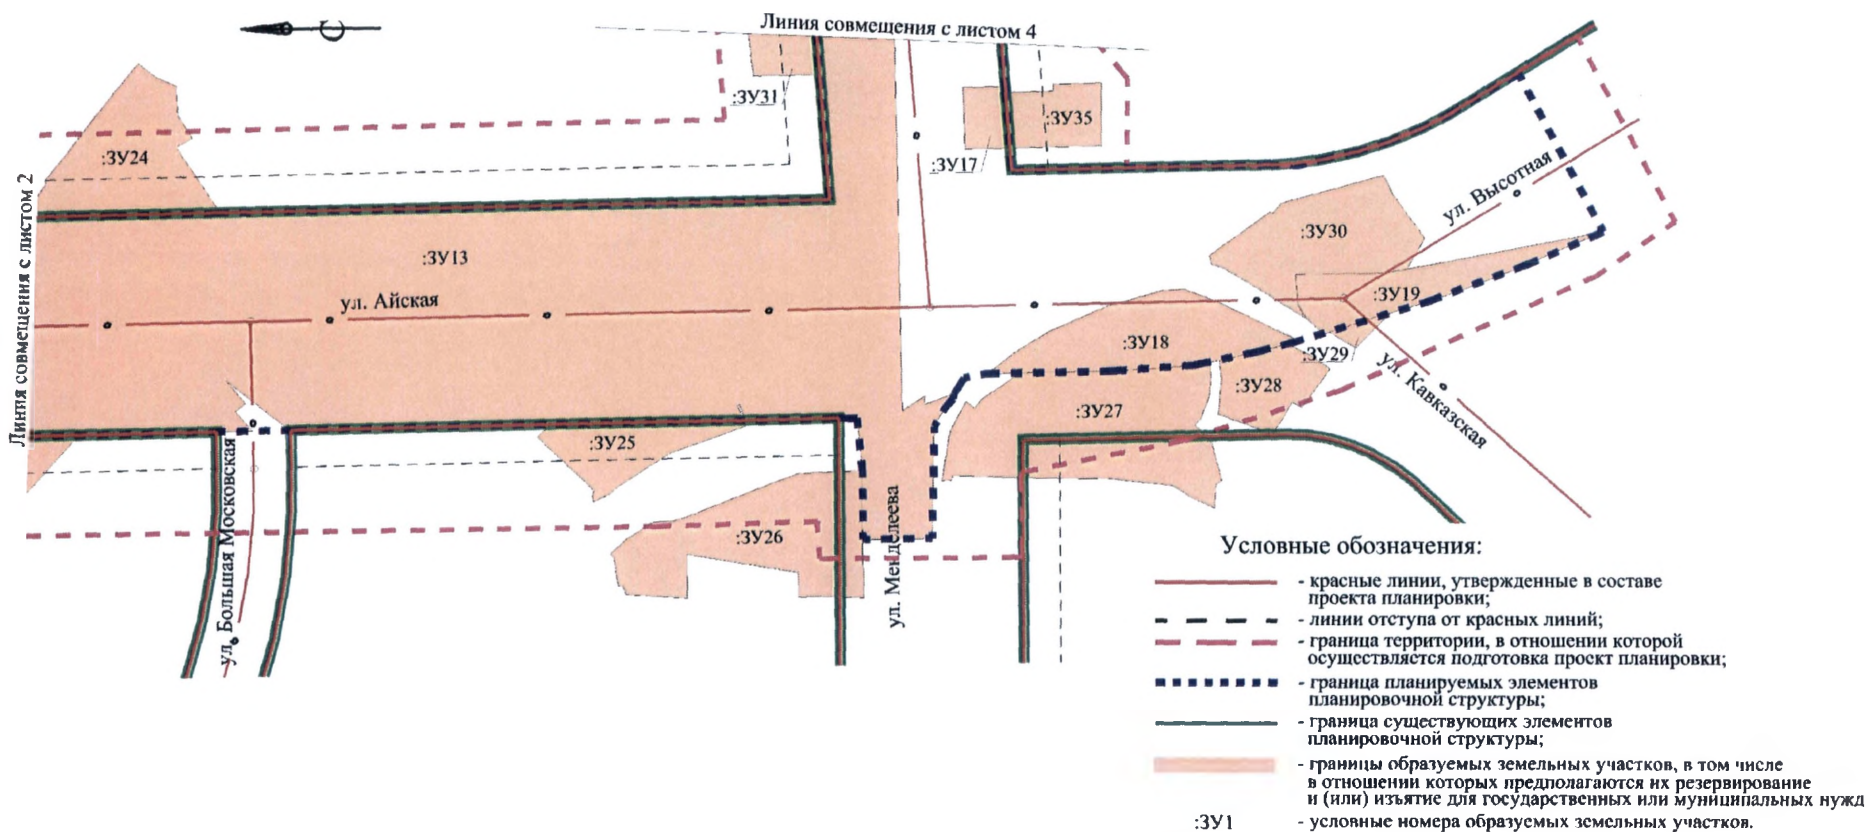 Линия совмещения с листом 4
:ЗУ31
:ЗУ35
:ЗУ24
:ЗУ17
Линия совмещения с листом 2
ул. Высотная
:ЗУ30
:ЗУ13
ул. Айская
:ЗУ19
:ЗУ18
:ЗУ29
:ЗУ28
ул. Кавказская
:ЗУ27
:ЗУ25
ул. Большая Московская
:ЗУ26
ул. Менделеева
Условные обозначения:
- красные линии, утвержденные в составе
проекта планировки;
- линии отступа от красных линий;
- граница территории, в отношении которой
осуществляется подготовка проект планировки;
- граница планируемых элементов
планировочной структуры;
- граница существующих элементов
планировочной структуры;
- границы образуемых земельных участков, в том числе
в отношении которых предполагаются их резервирование
и (или) изъятие для государственных или муниципальных нужд
:ЗУ1 - условные номера образуемых земельных участков.